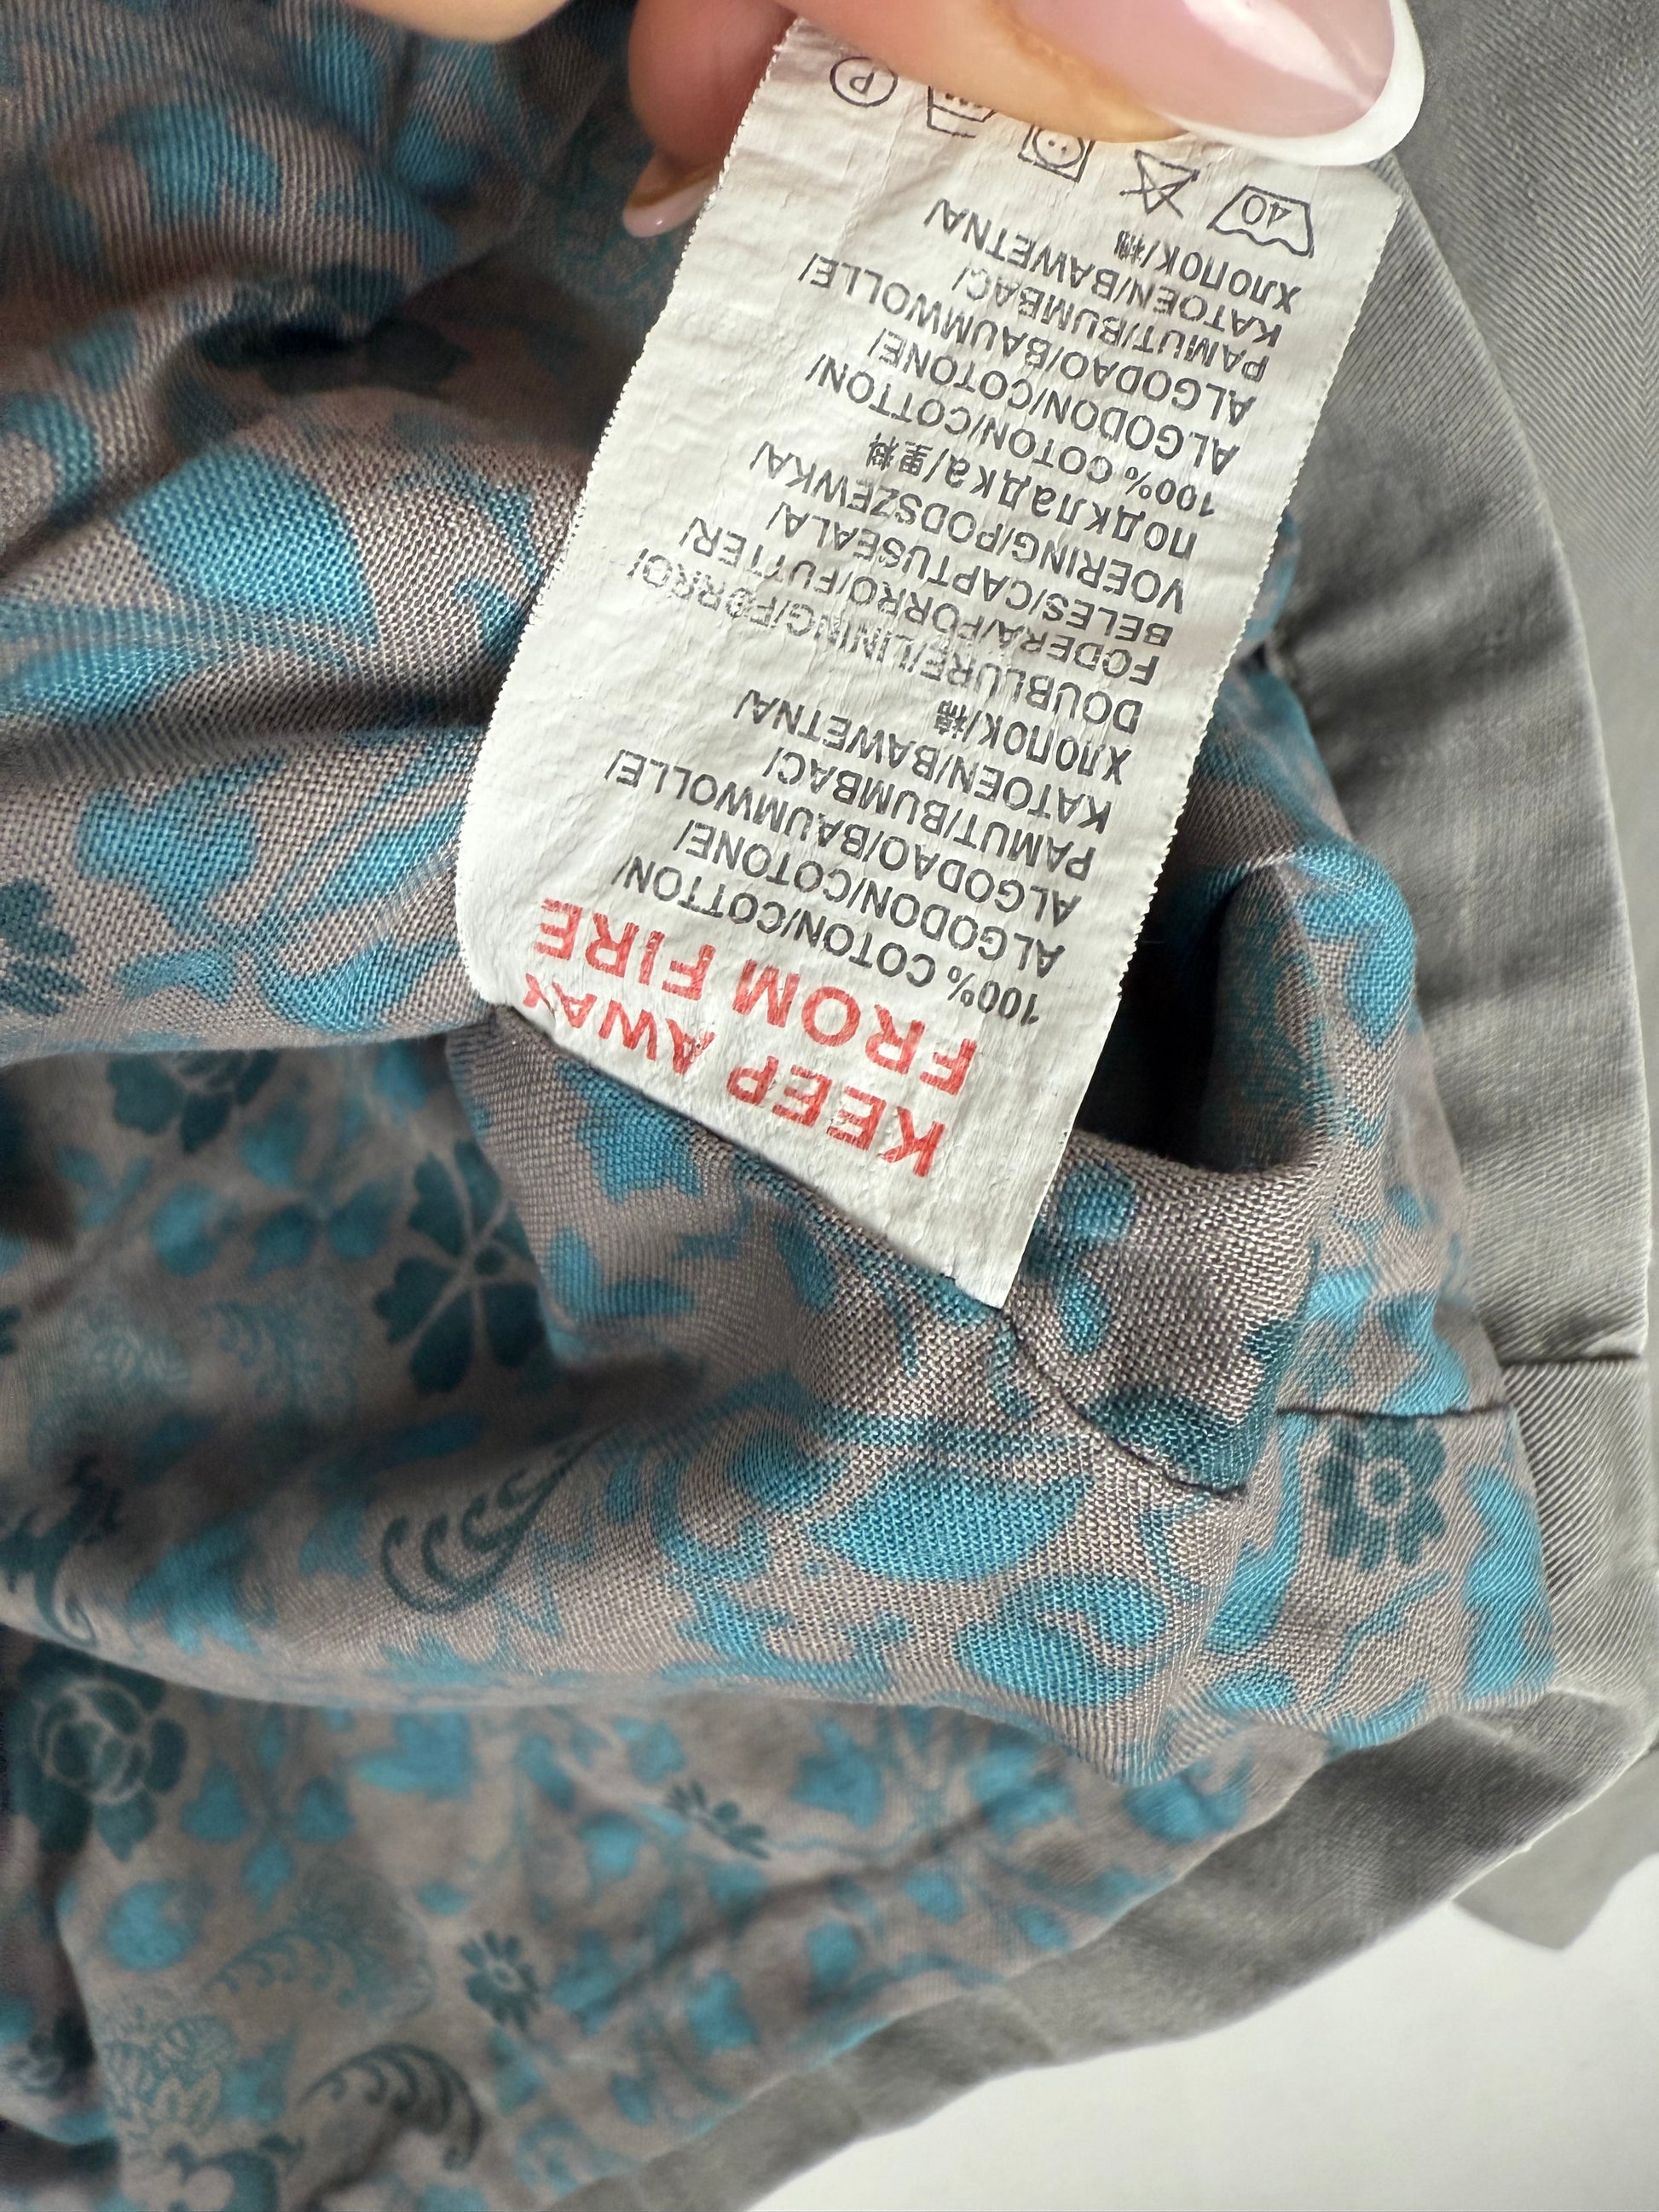 KEEP AWAY
FROM FIRE
100% COTON/COTTON/
ALGODON/COTONE/
ALGODAO/BAUMWOLLE/
PAMUT/BUMBAC/
KATOEN/BAWETNA/
ХЛОПОК/棉
DOUBLURE/LINING/FORRO/
FODERA/FORRO/FUTTER/
BELES/CAPTUSEALA/
VOERING/PODSZEWKA/
подкладка/里料
100% COTON/COTTON/
ALGODON/COTONE/
ALGODAO/BAUMWOLLE/
PAMUT/BUMBAC/
KATOEN/BAWETNA/
ХЛОПОК/棉
40
P